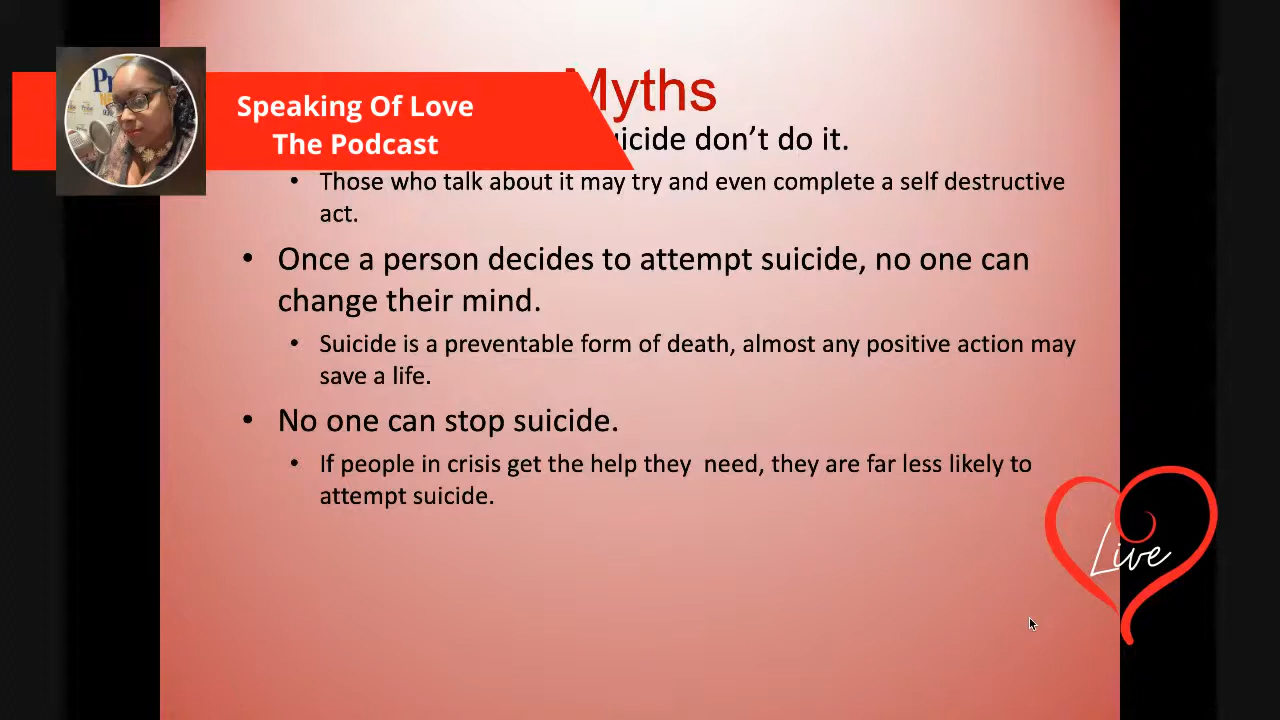 Speaking Of Love
The Podcast
Myths
suicide don't do it.
• Those who talk about it may try and even complete a self destructive
act.
• Once a person decides to attempt suicide, no one can
change their mind.
• Suicide is a preventable form of death, almost any positive action may
save a life.
• No one can stop suicide.
• If people in crisis get the help they need, they are far less likely to
attempt suicide.
Live